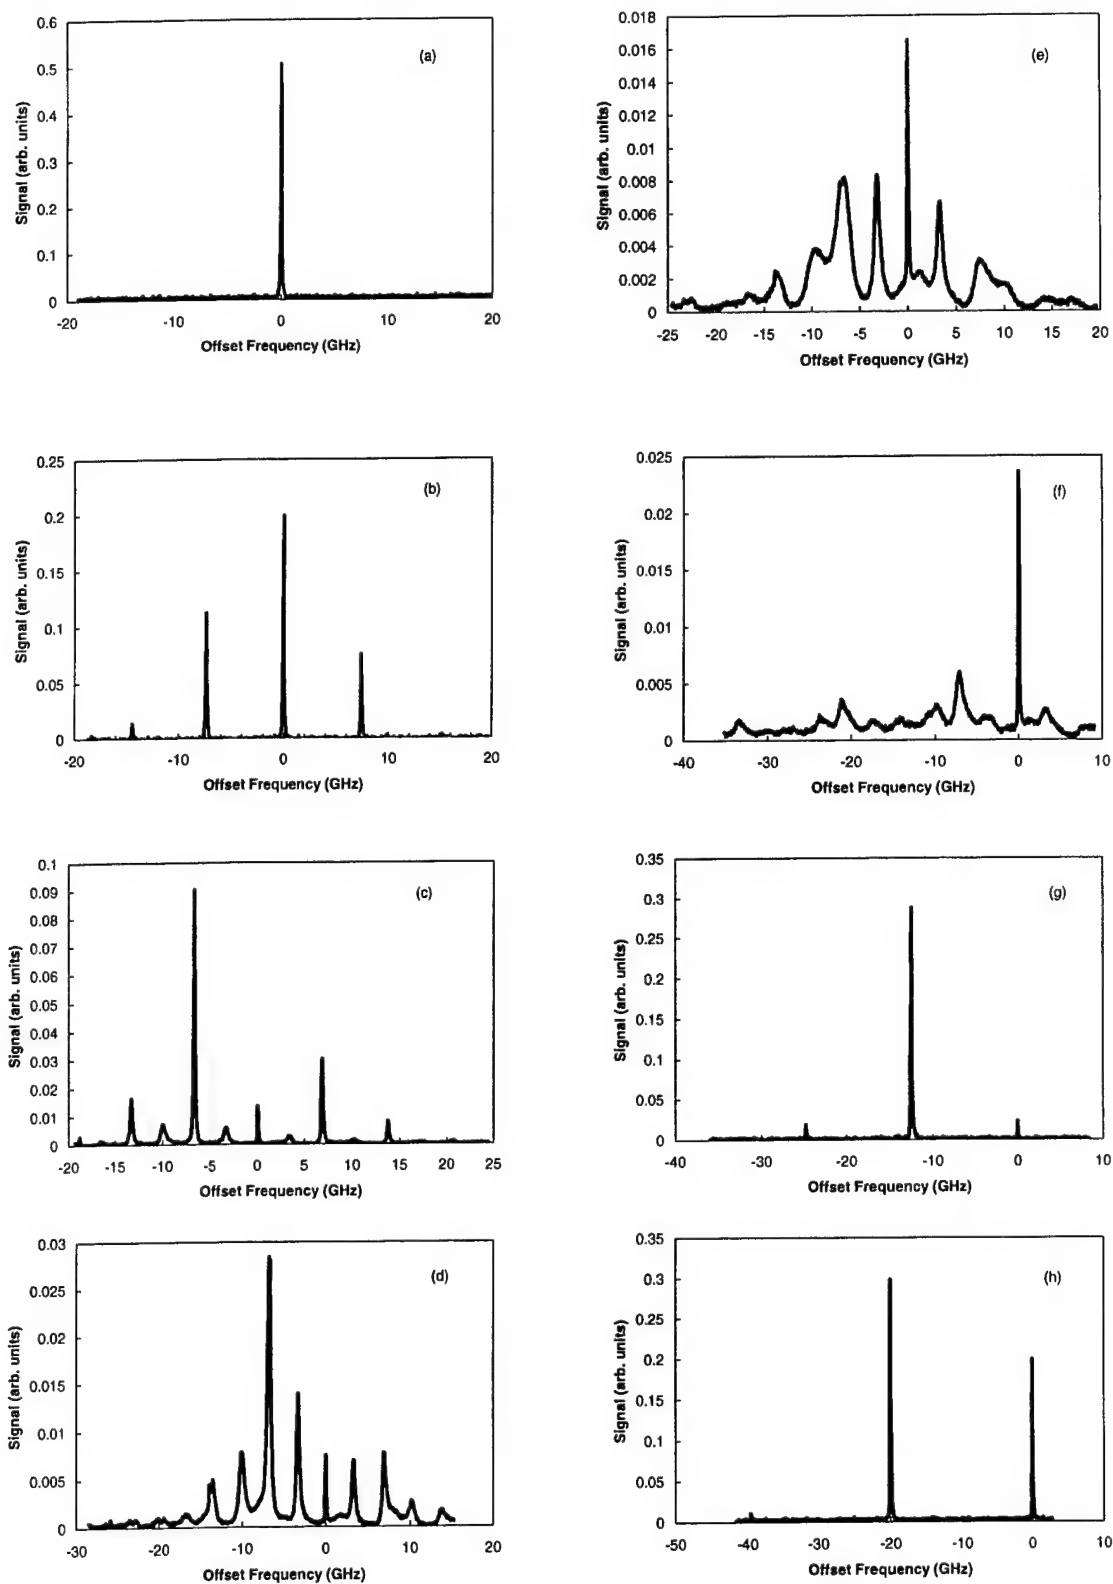 (a)
Signal (arb. units)
0.6
0.5
0.4
0.3
0.2
0.1
0
-20 -10 0 10 20
Offset Frequency (GHz)
(e)
Signal (arb. units)
0.018
0.016
0.014
0.012
0.01
0.008
0.006
0.004
0.002
0
-25 -20 -15 -10 -5 0 5 10 15 20
Offset Frequency (GHz)
(b)
Signal (arb. units)
0.25
0.2
0.15
0.1
0.05
0
-20 -10 0 10 20
Offset Frequency (GHz)
(f)
Signal (arb. units)
0.025
0.02
0.015
0.01
0.005
0
-40 -30 -20 -10 0 10
Offset Frequency (GHz)
(c)
Signal (arb. units)
0.1
0.09
0.08
0.07
0.06
0.05
0.04
0.03
0.02
0.01
0
-20 -15 -10 -5 0 5 10 15 20 25
Offset Frequency (GHz)
(g)
Signal (arb. units)
0.35
0.3
0.25
0.2
0.15
0.1
0.05
0
-40 -30 -20 -10 0 10
Offset Frequency (GHz)
(d)
Signal (arb. units)
0.03
0.025
0.02
0.015
0.01
0.005
0
-30 -20 -10 0 10 20
Offset Frequency (GHz)
(h)
Signal (arb. units)
0.35
0.3
0.25
0.2
0.15
0.1
0.05
0
-50 -40 -30 -20 -10 0 10
Offset Frequency (GHz)